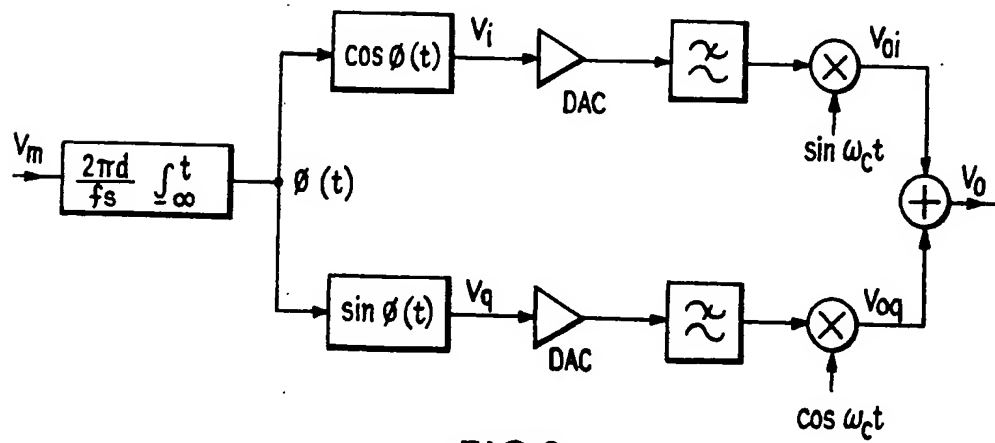 cos ø(t)
Vi
DAC
Voi
sin ωct
Vm
2πd
fs
∫
t
-∞
ø (t)
+
Vo
sin ø(t)
Vq
DAC
Voq
cos ωct